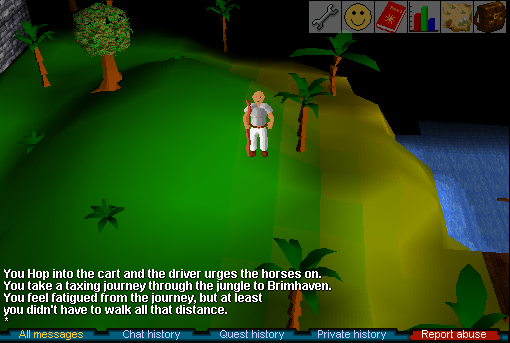 You Hop into the cart and the driver urges the horses on.
You take a taxing journey through the jungle to Brimhaven.
You feel fatigued from the journey, but at least
you didn't have to walk all that distance.
*
All messages
Chat history
Quest history
Private history
Report abuse